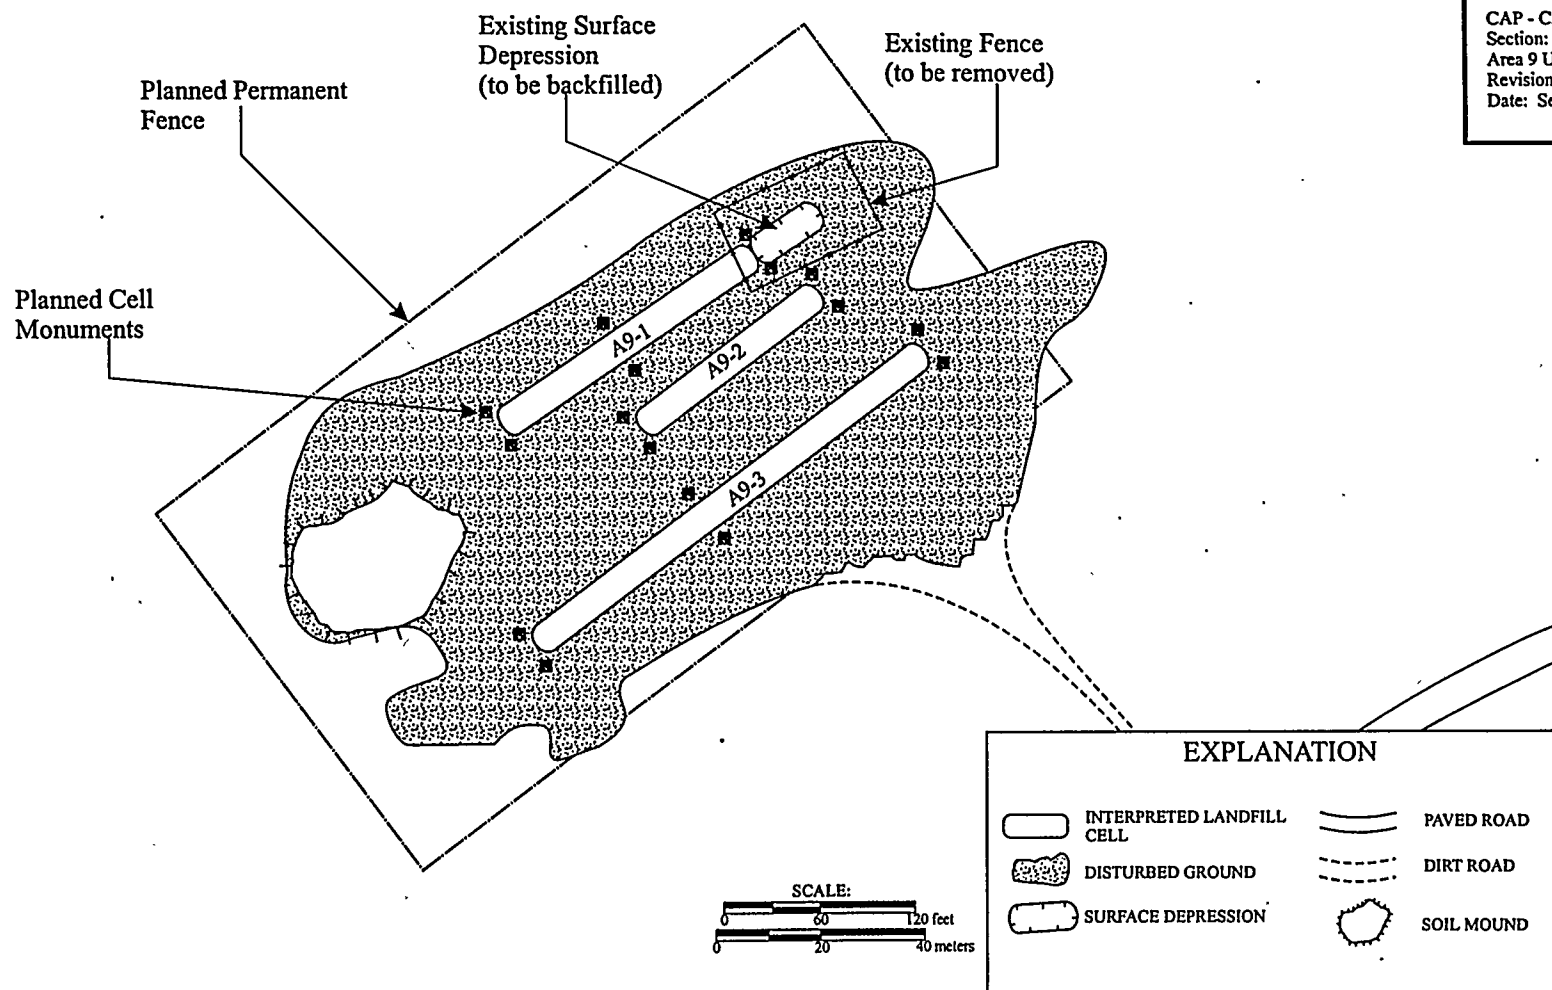 CAP - C
Section:
Area 9 U
Revision
Date: Se
Existing Surface
Depression
(to be backfilled)
Existing Fence
(to be removed)
Planned Permanent
Fence
Planned Cell
Monuments
A9-1
A9-2
A9-3
EXPLANATION
INTERPRETED LANDFILL
CELL
DISTURBED GROUND
SURFACE DEPRESSION
PAVED ROAD
DIRT ROAD
SOIL MOUND
SCALE:
0 60 120 feet
0 20 40 meters